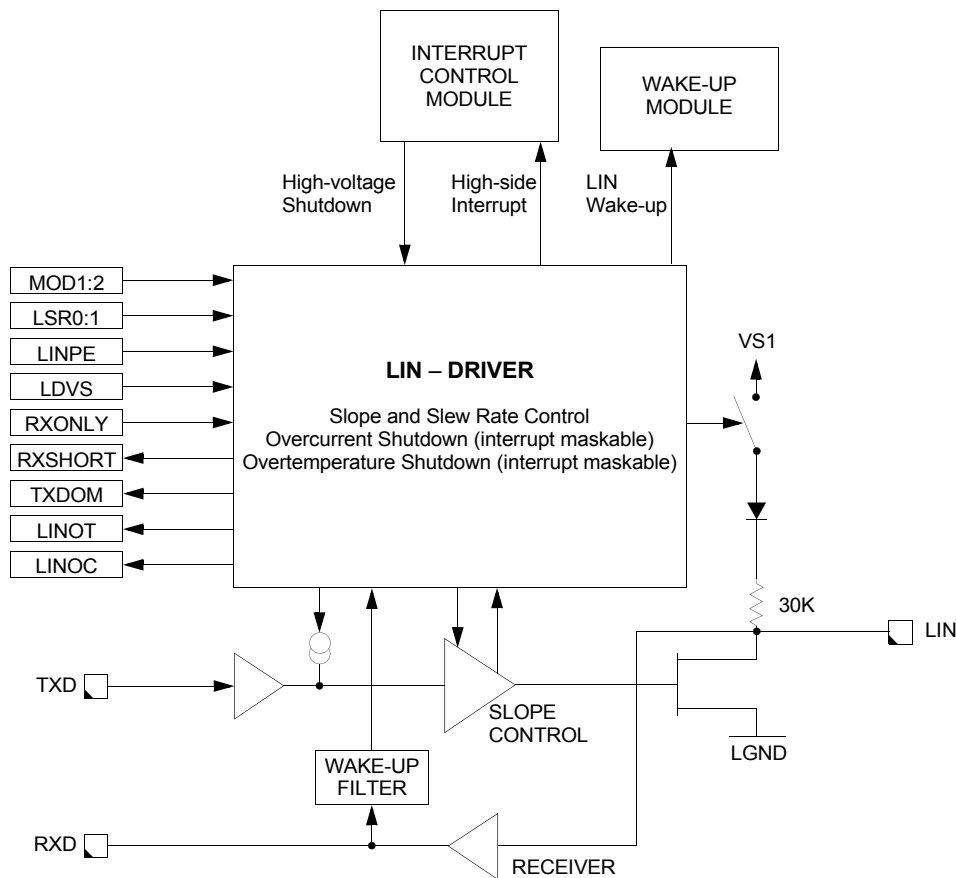 INTERRUPT
CONTROL
MODULE
WAKE-UP
MODULE
High-voltage
Shutdown
High-side
Interrupt
LIN
Wake-up
MOD1:2
LSR0:1
LINPE
LDVS
RXONLY
RXSHORT
TXDOM
LINOT
LINOC
LIN – DRIVER
Slope and Slew Rate Control
Overcurrent Shutdown (interrupt maskable)
Overtemperature Shutdown (interrupt maskable)
VS1
30K
LIN
TXD
SLOPE
CONTROL
LGND
WAKE-UP
FILTER
RXD
RECEIVER